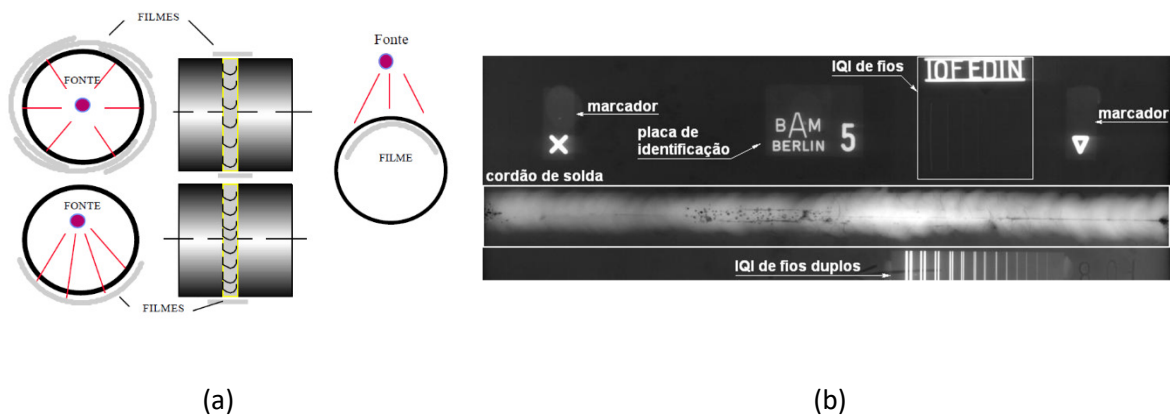 FILMES
FONTE
FONTE
FILMES
Fonte
FILME
IQI de fios
10FEDIN
marcador
placa de
identificação
BAM
BERLIN
5
marcador
cordão de solda
IQI de fios duplos
(a)
(b)